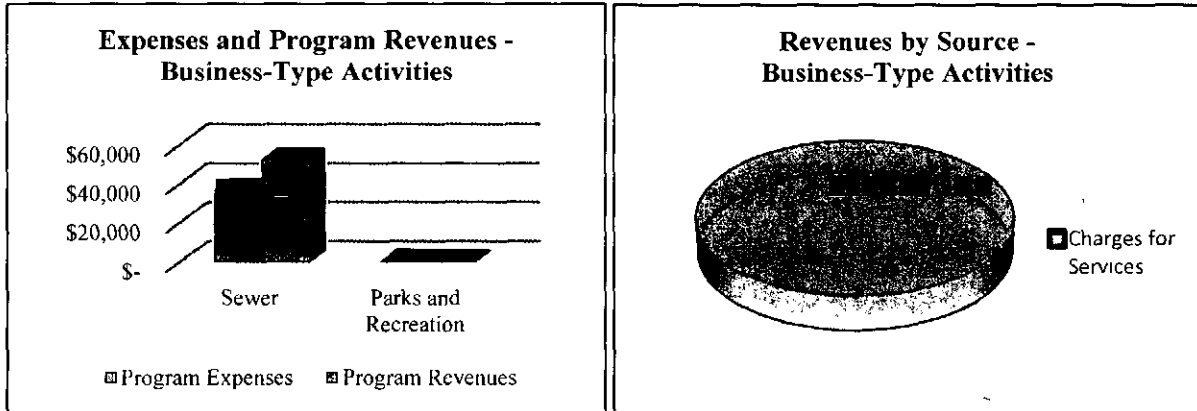 Expenses and Program Revenues -
Business-Type Activities
$60,000
$40,000
$20,000
$-
Sewer
Parks and
Recreation
Program Expenses
Program Revenues
Revenues by Source -
Business-Type Activities
Charges for
Services